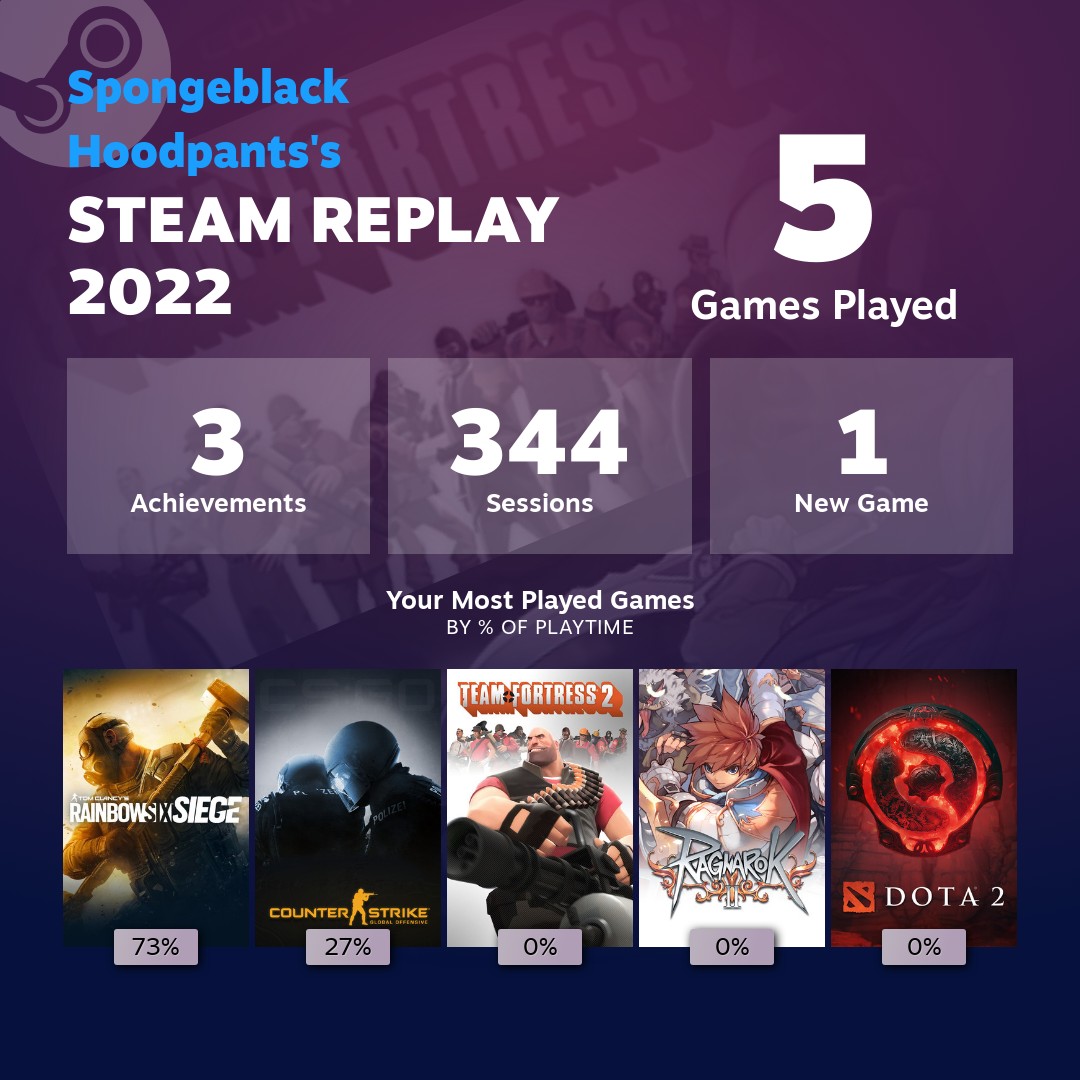 Spongeblack
Hoodpants's
STEAM REPLAY
2022
5
Games Played
3
Achievements
344
Sessions
1
New Game
Your Most Played Games
BY % OF PLAYTIME
TOM CLANCY'S
RAINBOWSIX SIEGE
POLIZEI
COUNTER STRIKE
GLOBAL OFFENSIVE
TEAM FORTRESS 2
RAGNAROK
II
DOTA 2
73%
27%
0%
0%
0%